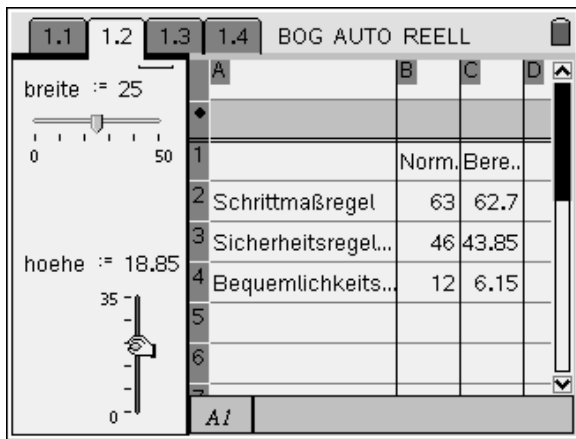 1.1 1.2 1.3 1.4 BOG AUTO REELL
breite := 25
0 50
hoehe := 18.85
35
0
A B C D
◆
1 Norm. Bere..
2 Schrittmaßregel 63 62.7
3 Sicherheitsregel... 46 43.85
4 Bequemlichkeits... 12 6.15
5
6
A1